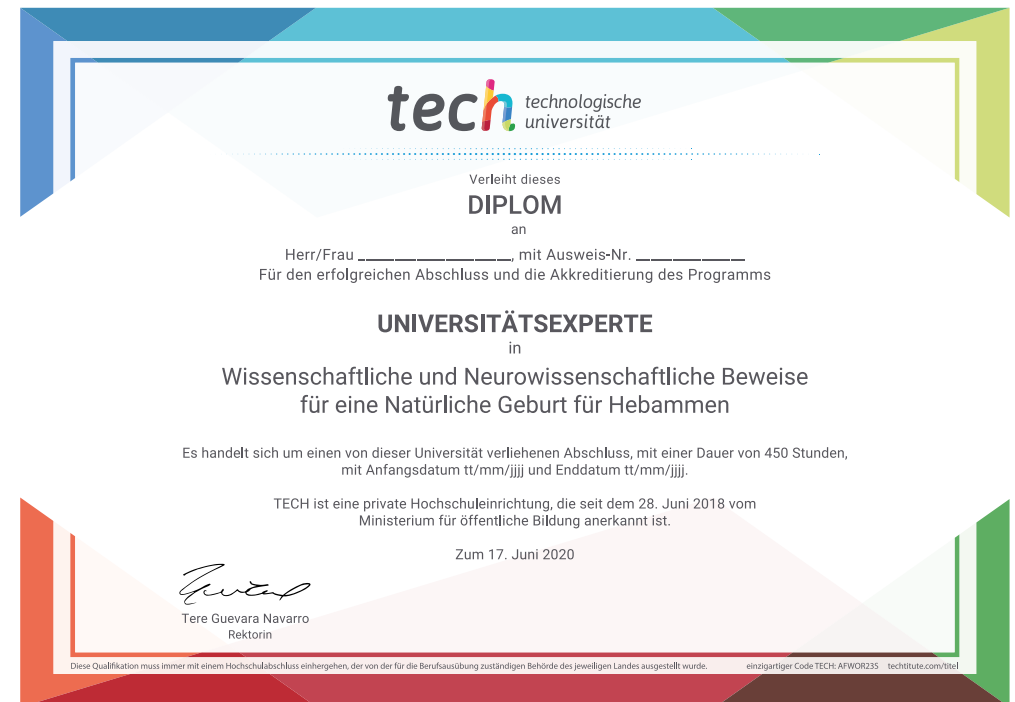 tech technologische
universität
Verleiht dieses
DIPLOM
an
Herr/Frau ___________________, mit Ausweis-Nr. ______________
Für den erfolgreichen Abschluss und die Akkreditierung des Programms
UNIVERSITÄTSEXPERTE
in
Wissenschaftliche und Neurowissenschaftliche Beweise
für eine Natürliche Geburt für Hebammen
Es handelt sich um einen von dieser Universität verliehenen Abschluss, mit einer Dauer von 450 Stunden,
mit Anfangsdatum tt/mm/jjjj und Enddatum tt/mm/jjjj.
TECH ist eine private Hochschuleinrichtung, die seit dem 28. Juni 2018 vom
Ministerium für öffentliche Bildung anerkannt ist.
Zum 17. Juni 2020
Tere Guevara Navarro
Rektorin
Diese Qualifikation muss immer mit einem Hochschulabschluss einhergehen, der von der für die Berufsausübung zuständigen Behörde des jeweiligen Landes ausgestellt wurde. einzigartiger Code TECH: AFWOR23S techtitute.com/titel